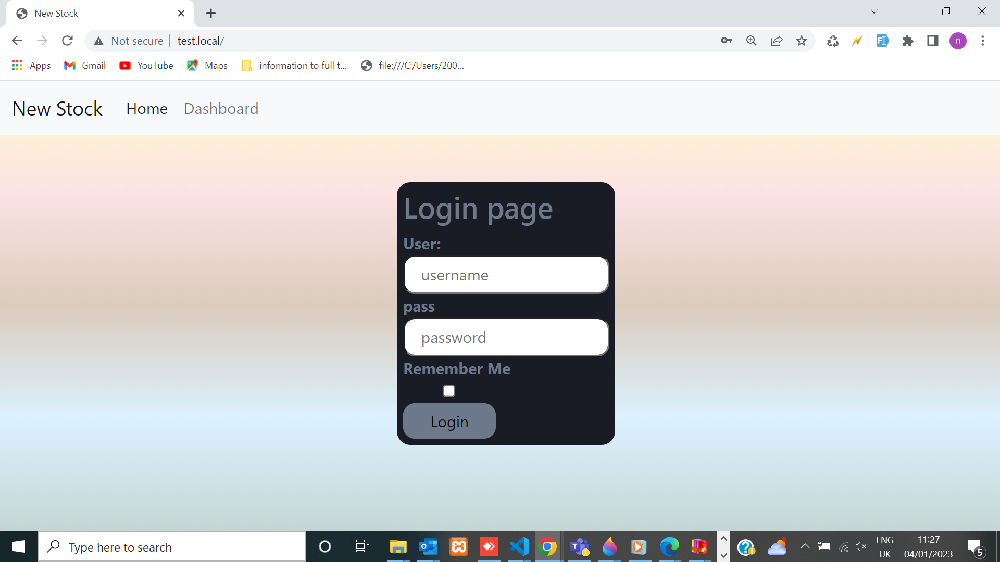 New Stock
Not secure
test.local/
n
Apps
Gmail
YouTube
Maps
information to full t...
file:///C:/Users/200...
New Stock
Home
Dashboard
Login page
User:
username
pass
password
Remember Me
Login
Type here to search
ENG
UK
11:27
04/01/2023
5